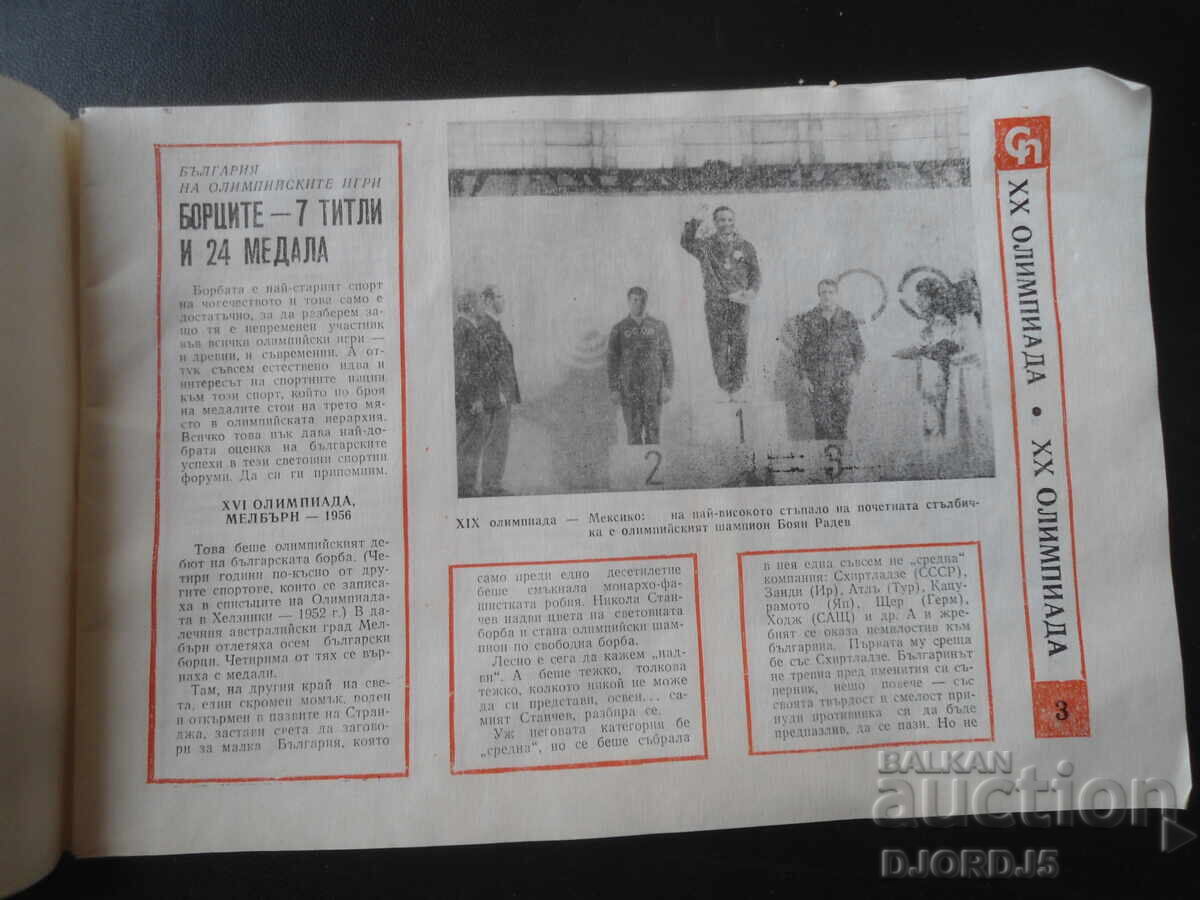 БЪЛГАРИЯ
НА ОЛИМПИЙСКИТЕ ИГРИ
БОРЦИТЕ — 7 ТИТЛИ
И 24 МЕДАЛА
Борбата е най-старият спорт
на чогечеството и това само е
достатъчно, за да разберем за-
що тя е непременен участник
във всички олимпийски игри —
и древни, и съвременни. А от-
тук съвсем естествено идва и
интересът на спортните нации
към този спорт, който по броя
на медалите стои на трето мя-
сто в олимпийската иерархия.
Всичко това пък дава най-доб-
рата оценка на българските
успехи в тези световни спортни
форуми. Да си ги припомним.
XVI ОЛИМПИАДА,
МЕЛБЪРН — 1956
Това беше олимпийският де-
бют на българската борба. (Че-
тири години по-късно от дру-
гите спортове, които се записа-
ха в списъците на Олимпиада-
та в Хелзинки — 1952 г.) В да-
лечния австралийски град Мел-
бърн отлетяха осем български
борци. Четирима от тях се вър-
наха с медали.
Там, на другия край на све-
та, един скромен момък, роден
и откърмен в пазвите на Стран-
джа, застави света да загово-
ри за малка България, която
СССР
1
2
3
XIX олимпиада — Мексико: на най-високото стъпало на почетната стълбич-
ка е олимпийският шампион Боян Радев
само преди едно десетилетие
беше смъкнала монархо-фа-
шистката робия. Никола Стан-
чев надви цвета на световната
борба и стана олимпийски шам-
пион по свободна борба.
Лесно е сега да кажем „над-
ви“. А беше тежко, толкова
тежко, колкото никой не може
да си представи, освен... са-
мият Станчев, разбира се.
Уж неговата категория бе
„средна“, но се беше събрала
в нея една съвсем не „средна“
компания: Схиртладзе (СССР),
Занди (Ир), Атлъ (Тур), Кацу-
рамото (Яп), Щер (Герм),
Ходж (САЩ) и др. А и жре-
бият се оказа немилостив към
българина. Първата му среща
бе със Схиртладзе. Българинът
не трепна пред именития си съ-
перник, нещо повече — със
своята твърдост и смелост при-
нуди противника си да бъде
предпазлив, да се пази. Но не
Сп
XX ОЛИМПИАДА • XX ОЛИМПИАДА
3
BALKAN
auction
DJORDJ5